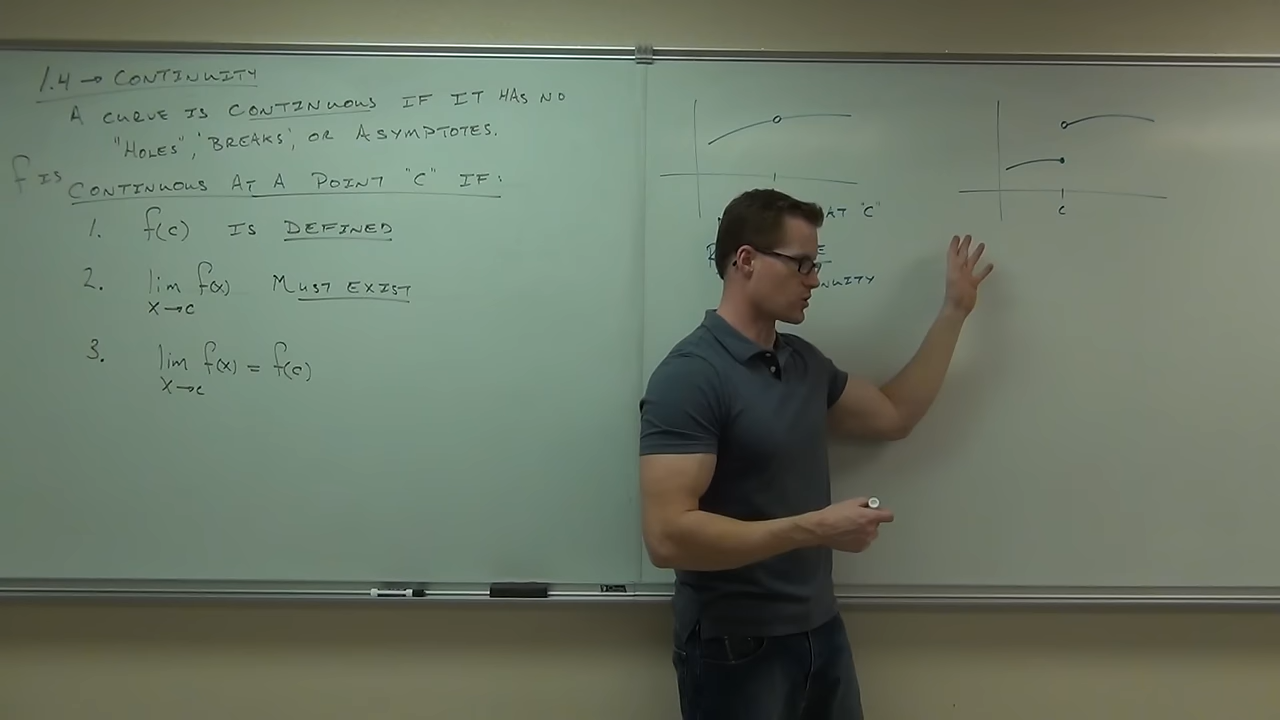 1.4 → CONTINUITY
A CURVE IS CONTINUOUS IF IT HAS NO
"HOLES", 'BREAKS', OR ASYMPTOTES.
f IS CONTINUOUS AT A POINT "C" IF:
1. f(c) IS DEFINED
2. lim f(x) MUST EXIST
x→c
3. lim f(x) = f(c)
x→c
AT "C"
c